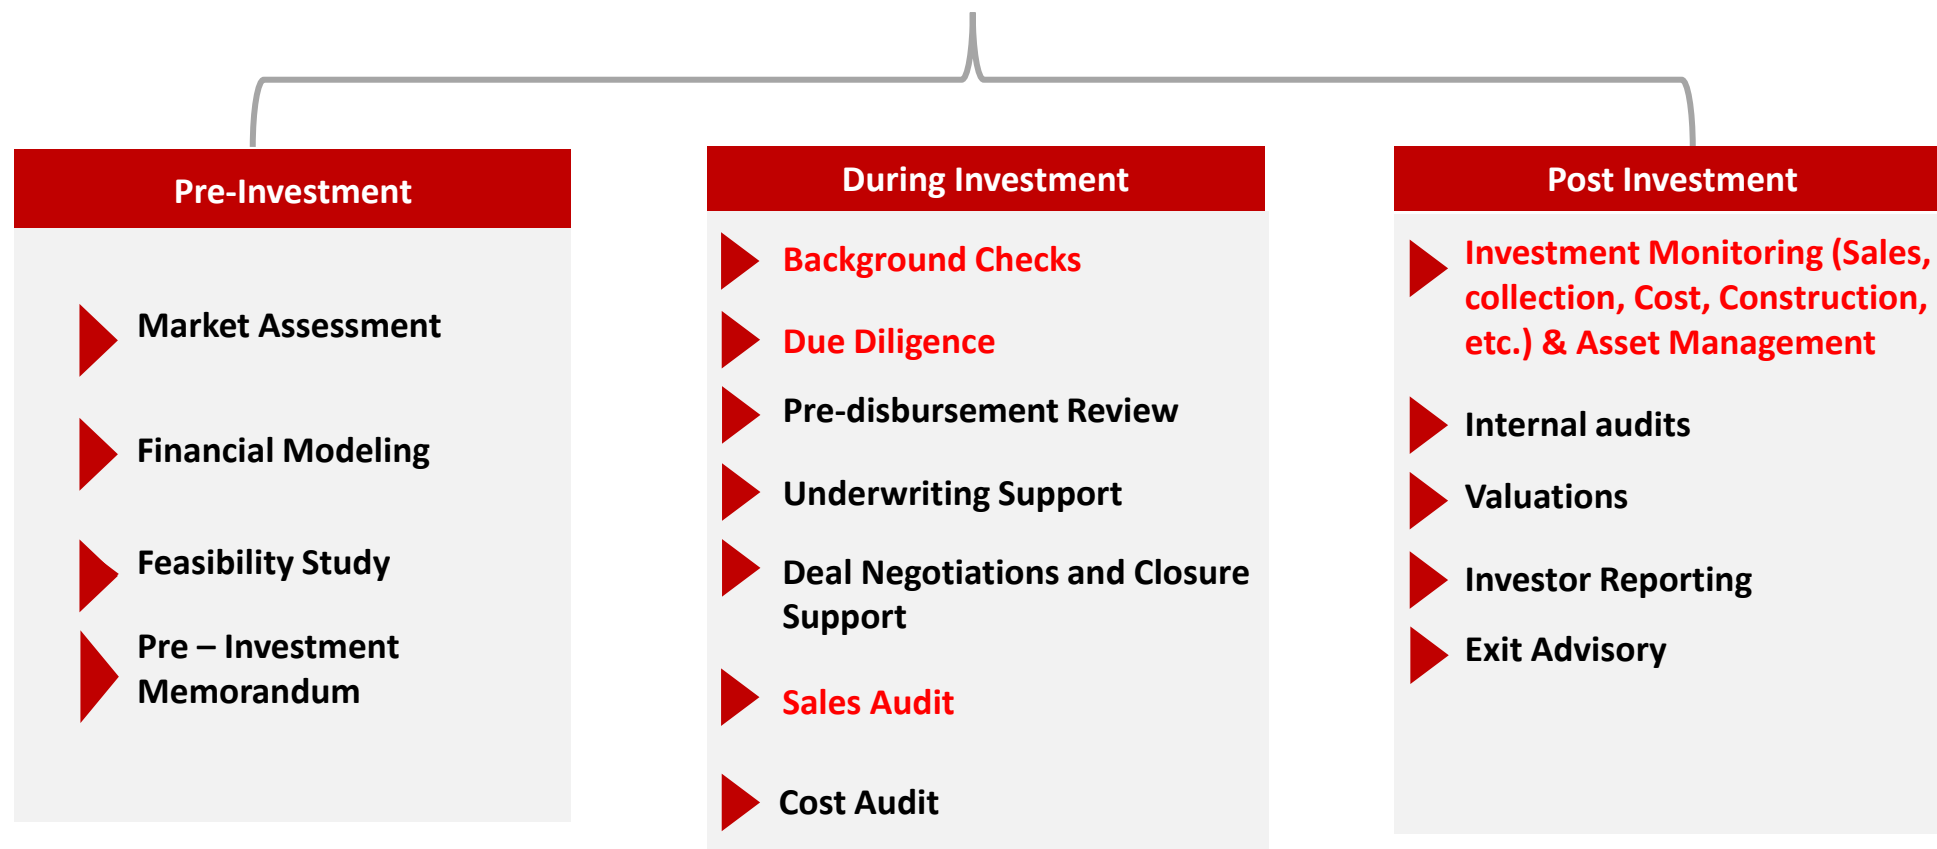 Pre-Investment
Market Assessment
Financial Modeling
Feasibility Study
Pre – Investment
Memorandum
During Investment
Background Checks
Due Diligence
Pre-disbursement Review
Underwriting Support
Deal Negotiations and Closure
Support
Sales Audit
Cost Audit
Post Investment
Investment Monitoring (Sales,
collection, Cost, Construction,
etc.) & Asset Management
Internal audits
Valuations
Investor Reporting
Exit Advisory